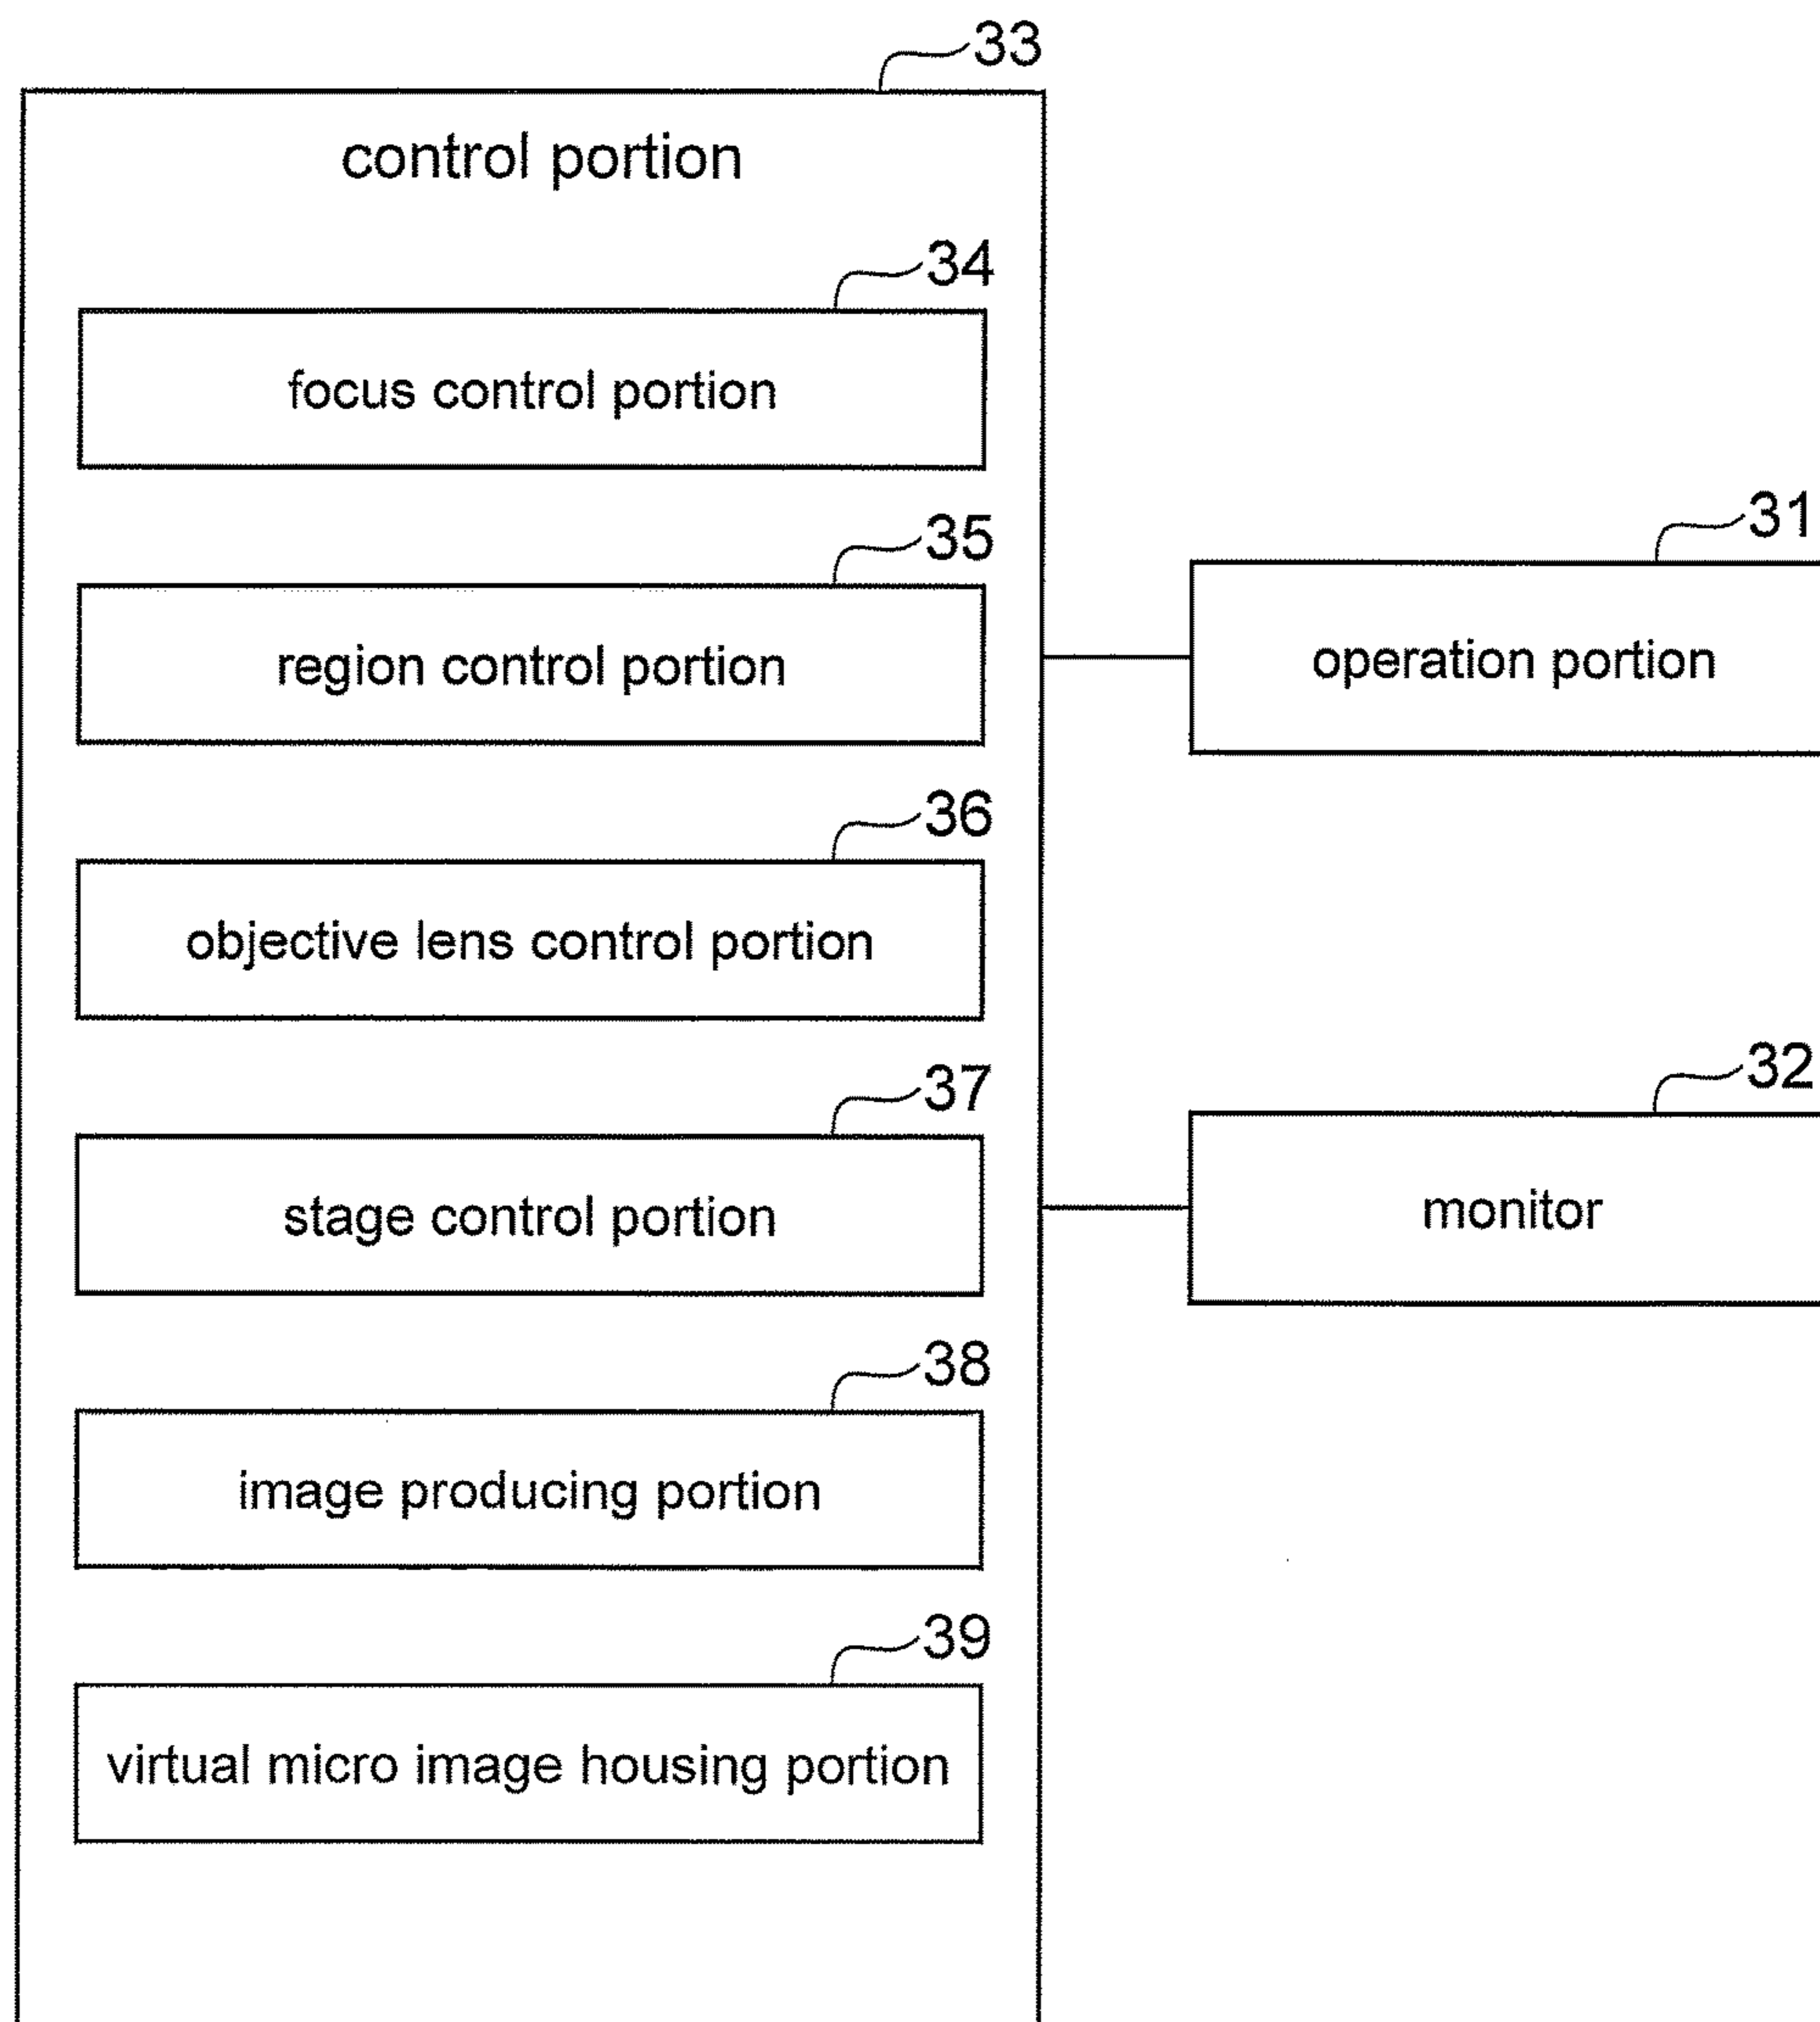 33
control portion
34
focus control portion
35
region control portion
36
objective lens control portion
37
stage control portion
38
image producing portion
39
virtual micro image housing portion
31
operation portion
32
monitor